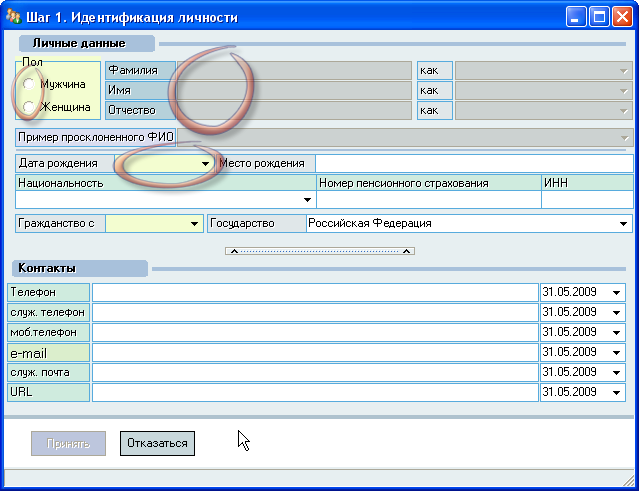 Шаг 1. Идентификация личности
Личные данные
Пол
Мужчина
Женщина
Фамилия как
Имя как
Отчество как
Пример просклоненного ФИО
Дата рождения Место рождения
Национальность Номер пенсионного страхования ИНН
Гражданство с Государство Российская Федерация
Контакты
Телефон 31.05.2009
служ. телефон 31.05.2009
моб.телефон 31.05.2009
e-mail 31.05.2009
служ. почта 31.05.2009
URL 31.05.2009
Принять Отказаться